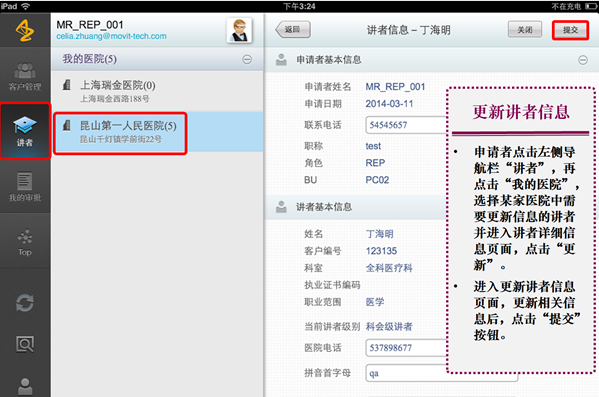 iPad 下午3:24 不在充电
MR_REP_001
celia.zhuang@movit-tech.com
客户管理
讲者
我的审批
Top
我的医院(5)
上海瑞金医院(0)
上海瑞金西路188号
昆山第一人民医院(5)
昆山千灯镇学前街22号
返回 讲者信息 – 丁海明 关闭 提交
申请者基本信息
申请者姓名 MR_REP_001
申请日期 2014-03-11
联系电话 54545657
职称 test
角色 REP
BU PC02
讲者基本信息
姓名 丁海明
客户编号 123135
科室 全科医疗科
执业证书编码
职业范围 医学
当前讲者级别 科会级讲者
医院电话 537898677
拼音首字母 qa
更新讲者信息
• 申请者点击左侧导
航栏“讲者”，再
点击“我的医院”，
选择某家医院中需
要更新信息的讲者
并进入讲者详细信
息页面，点击“更
新”。
• 进入更新讲者信息
页面，更新相关信
息后，点击“提交”
按钮。